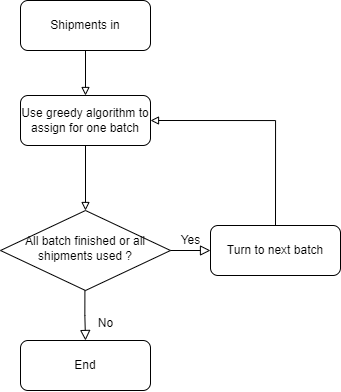 Shipments in
Use greedy algorithm to
assign for one batch
All batch finished or all
shipments used ?
Yes
Turn to next batch
No
End